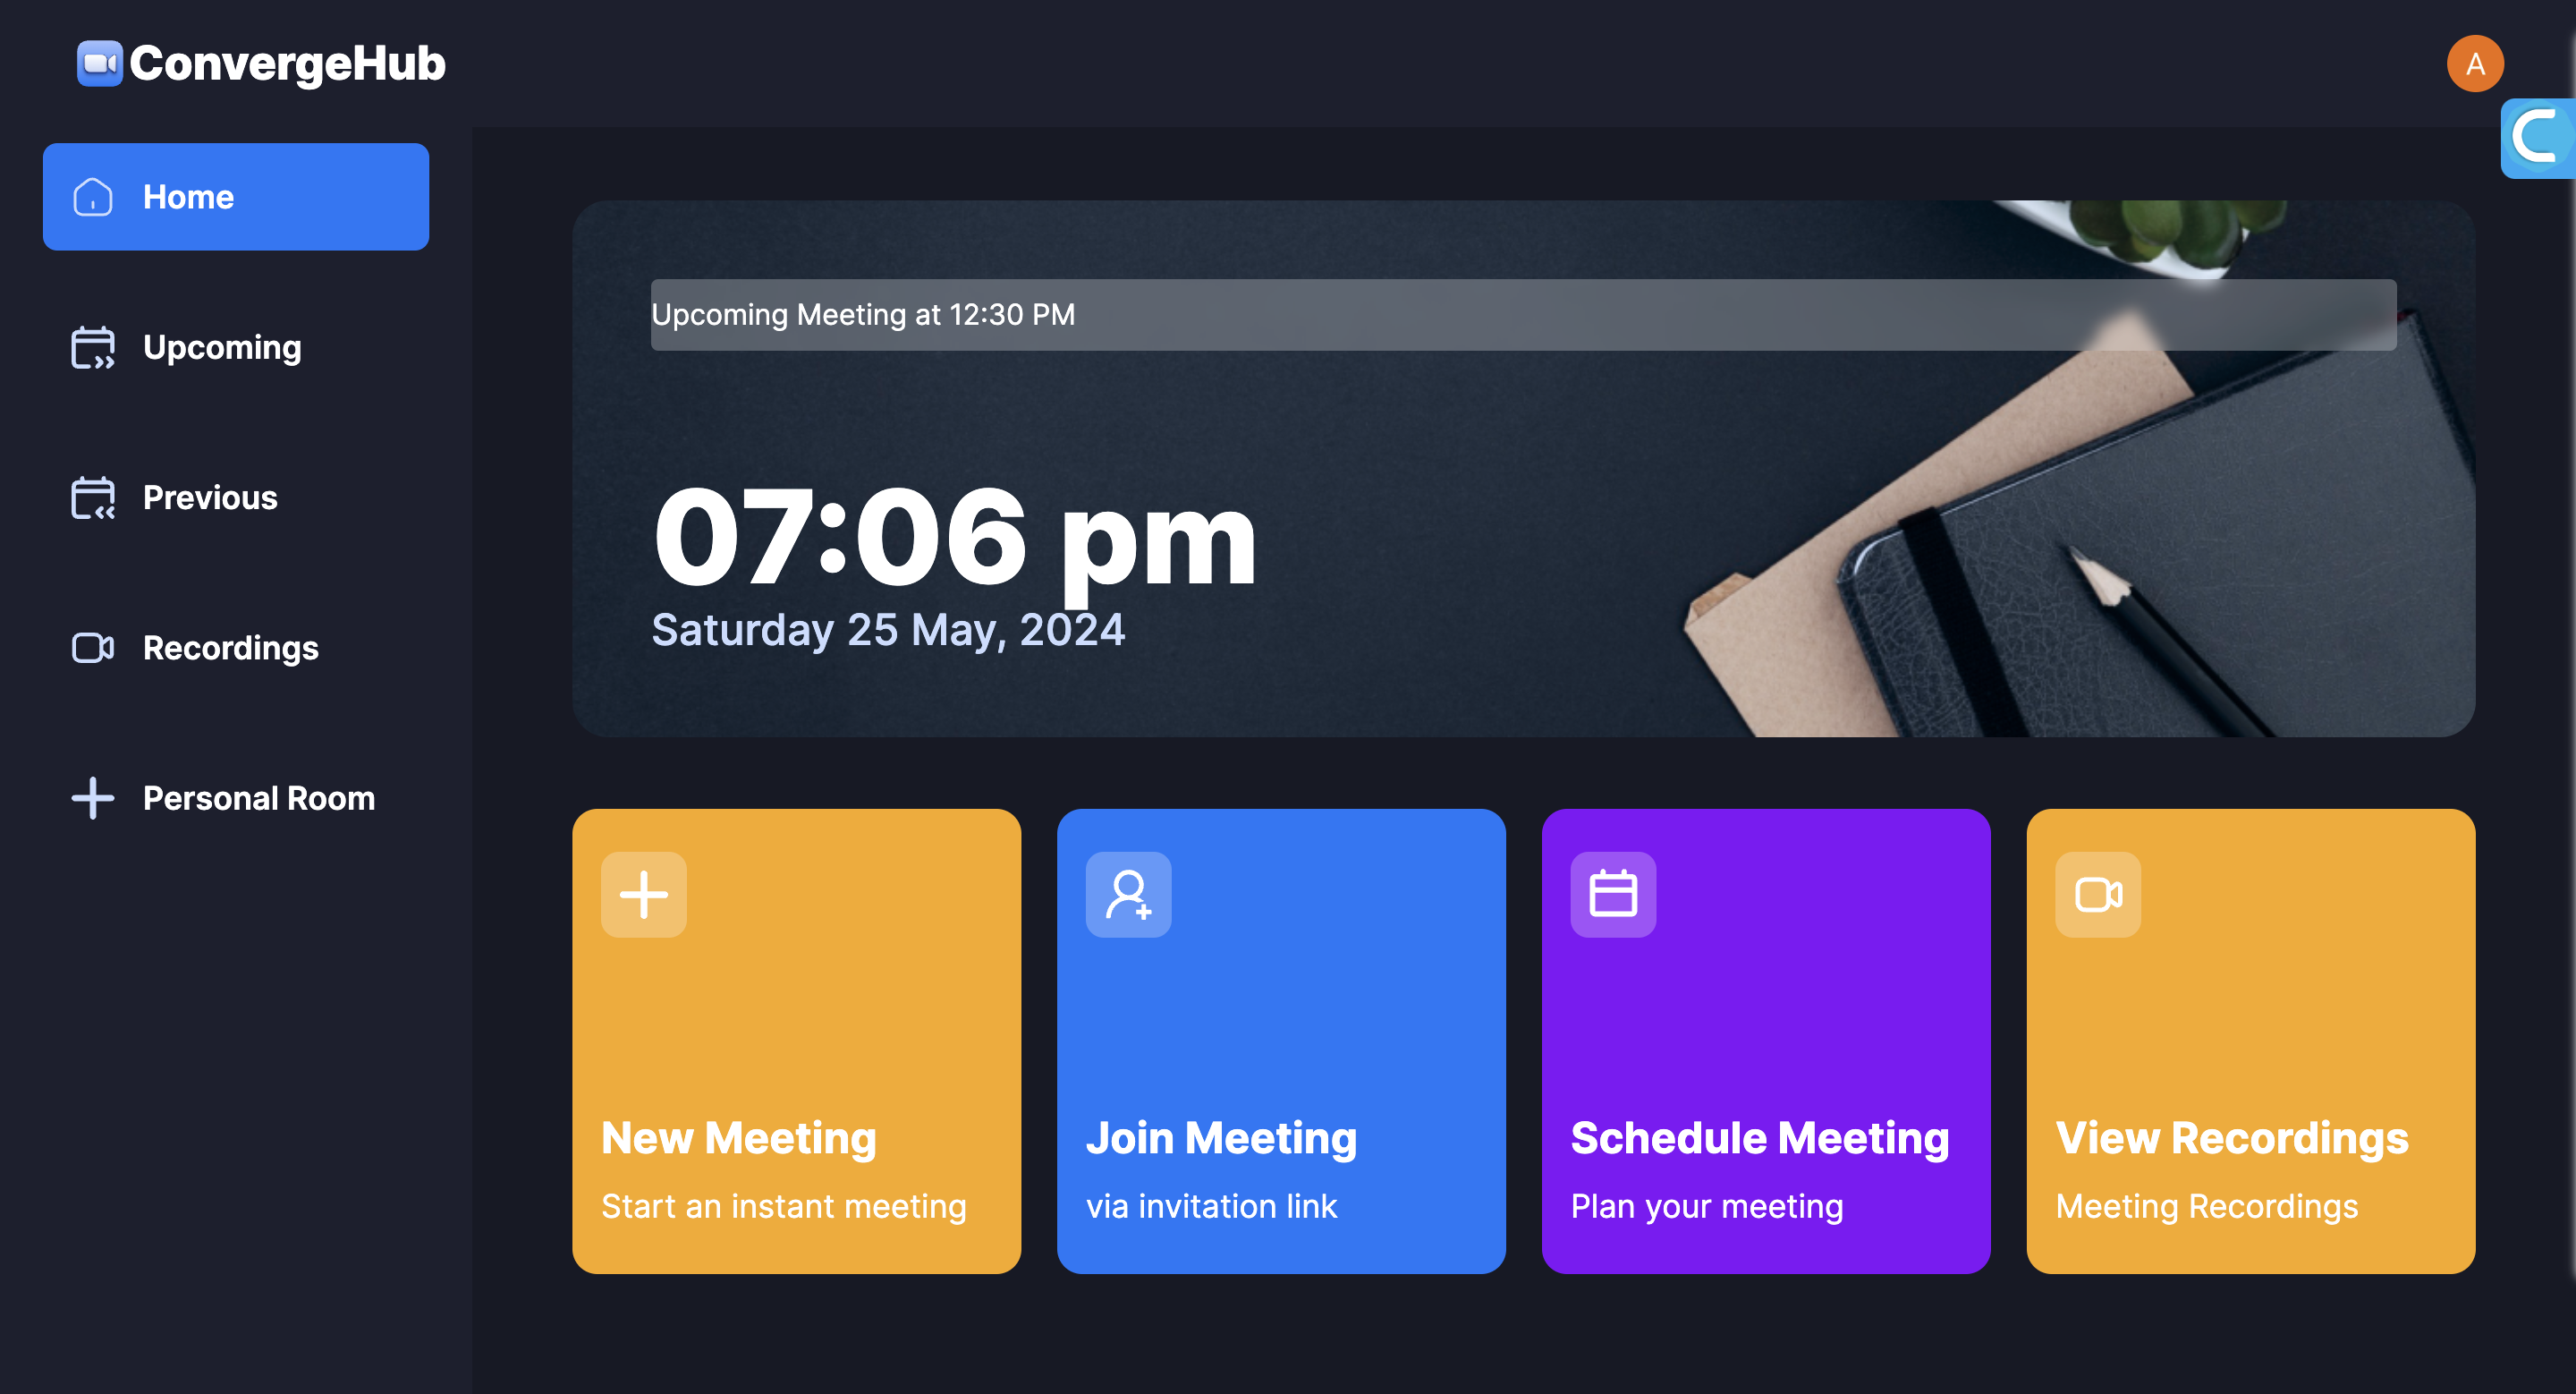 ConvergeHub
A
Home
Upcoming
Previous
Recordings
Personal Room
Upcoming Meeting at 12:30 PM
07:06 pm
Saturday 25 May, 2024
New Meeting
Start an instant meeting
Join Meeting
via invitation link
Schedule Meeting
Plan your meeting
View Recordings
Meeting Recordings